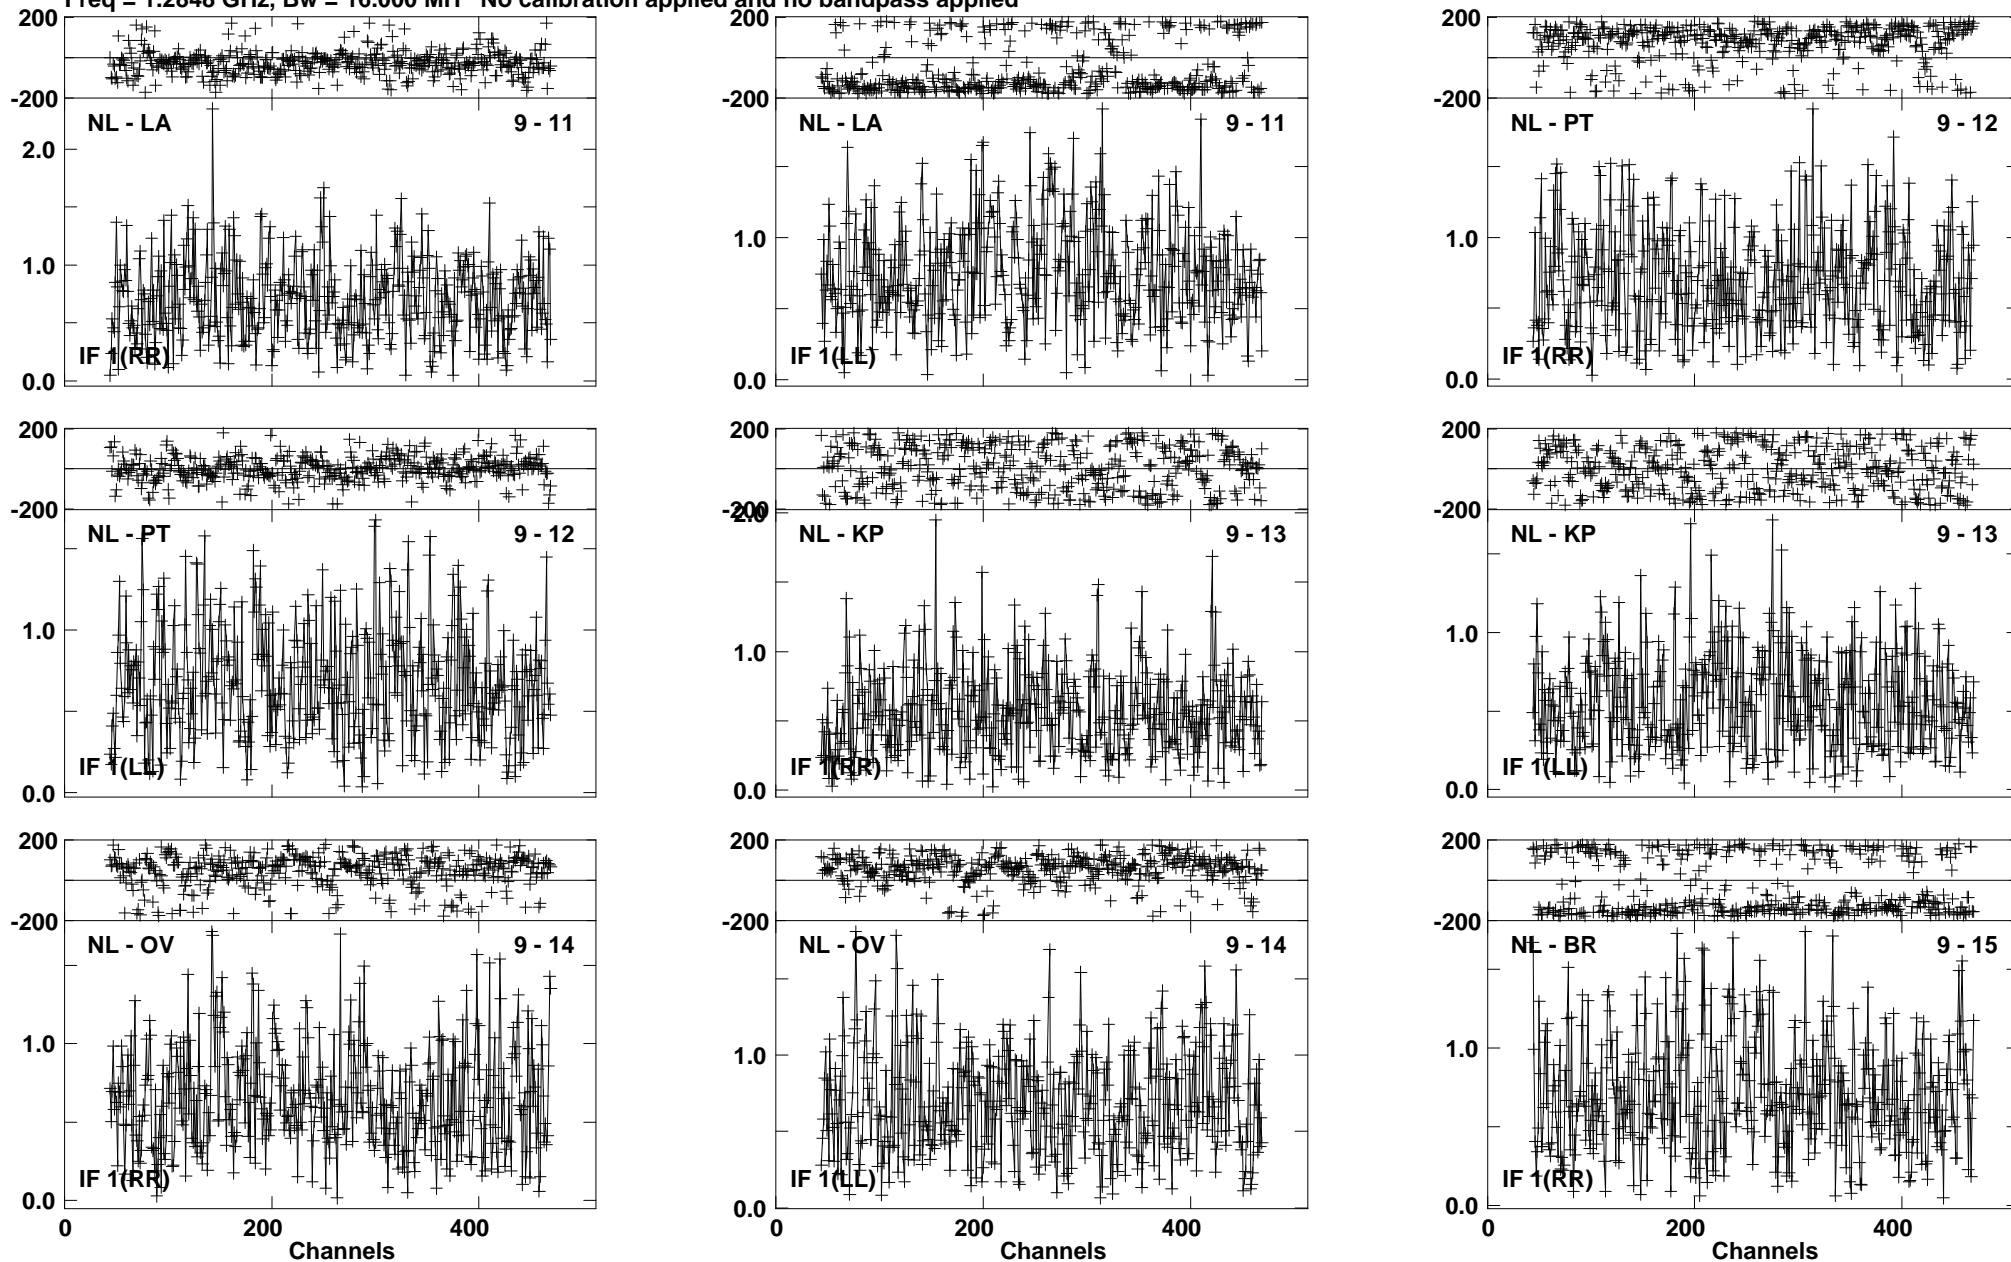 Freq = 1.2848 GHz, Bw = 16.000 MH No calibration applied and no bandpass applied
200
-200
NL - LA 9 - 11
2.0
1.0
0.0
IF 1(RR)
200
-200
NL - LA 9 - 11
1.0
0.0
IF 1(LL)
200
-200
NL - PT 9 - 12
1.0
0.0
IF 1(RR)
200
-200
NL - PT 9 - 12
1.0
0.0
IF 1(LL)
200
-200
2.0
NL - KP 9 - 13
1.0
0.0
IF 1(RR)
200
-200
NL - KP 9 - 13
1.0
0.0
IF 1(LL)
200
-200
NL - OV 9 - 14
1.0
0.0
IF 1(RR)
0 200 400
Channels
200
-200
NL - OV 9 - 14
1.0
0.0
IF 1(LL)
200 400
200
-200
NL - BR 9 - 15
1.0
0.0
IF 1(RR)
0 200 400
Channels